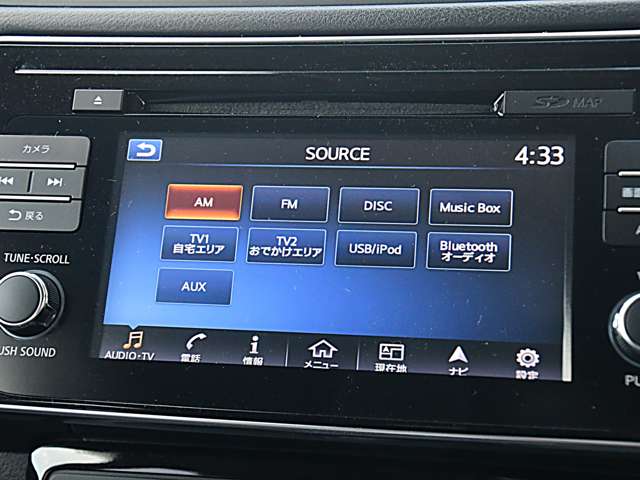 SD MAP
カメラ
SOURCE
4:33
AM
FM
DISC
Music Box
戻る
TV1
自宅エリア
TV2
おでかけエリア
USB/iPod
Bluetooth
オーディオ
TUNE・SCROLL
AUX
AUDIO・TV
電話
情報
メニュー
現在地
ナビ
設定
USH SOUND
PU